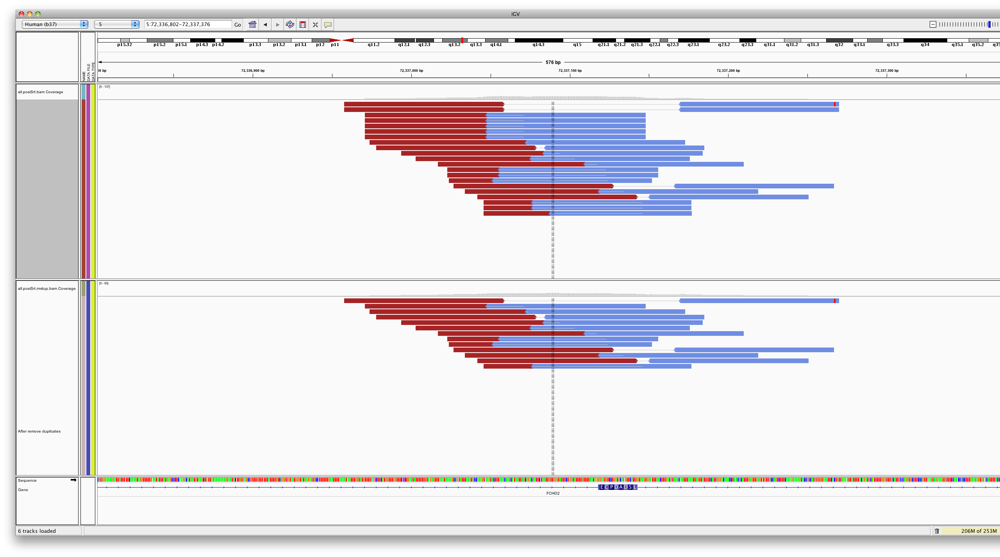 IGV
Human (b37) 5 5:72,336,802-72,337,376 Go
p15.32 p15.2 p15.1 p14.3 p14.2 p13.3 p13.2 p13.1 p12 p11 q11.2 q12.1 q12.3 q13.2 q13.3 q14.1 q14.3 q15 q21.1 q21.2 q21.3 q22.1 q22.3 q23.1 q23.2 q23.3 q31.1 q31.2 q31.3 q32 q33.1 q33.3 q34 q35.1 q35.2 q35
576 bp
NAME
DATA FILE
DATA TYPE
00 bp 72,336,900 bp 72,337,000 bp 72,337,100 bp 72,337,200 bp 72,337,300 bp
[0 - 137]
all.posiSrt.bam Coverage
[0 - 93]
all.posiSrt.rmdup.bam Coverage
After remove duplicates
Sequence
Gene
E C P D A D S L
FCHO2
6 tracks loaded
206M of 253M